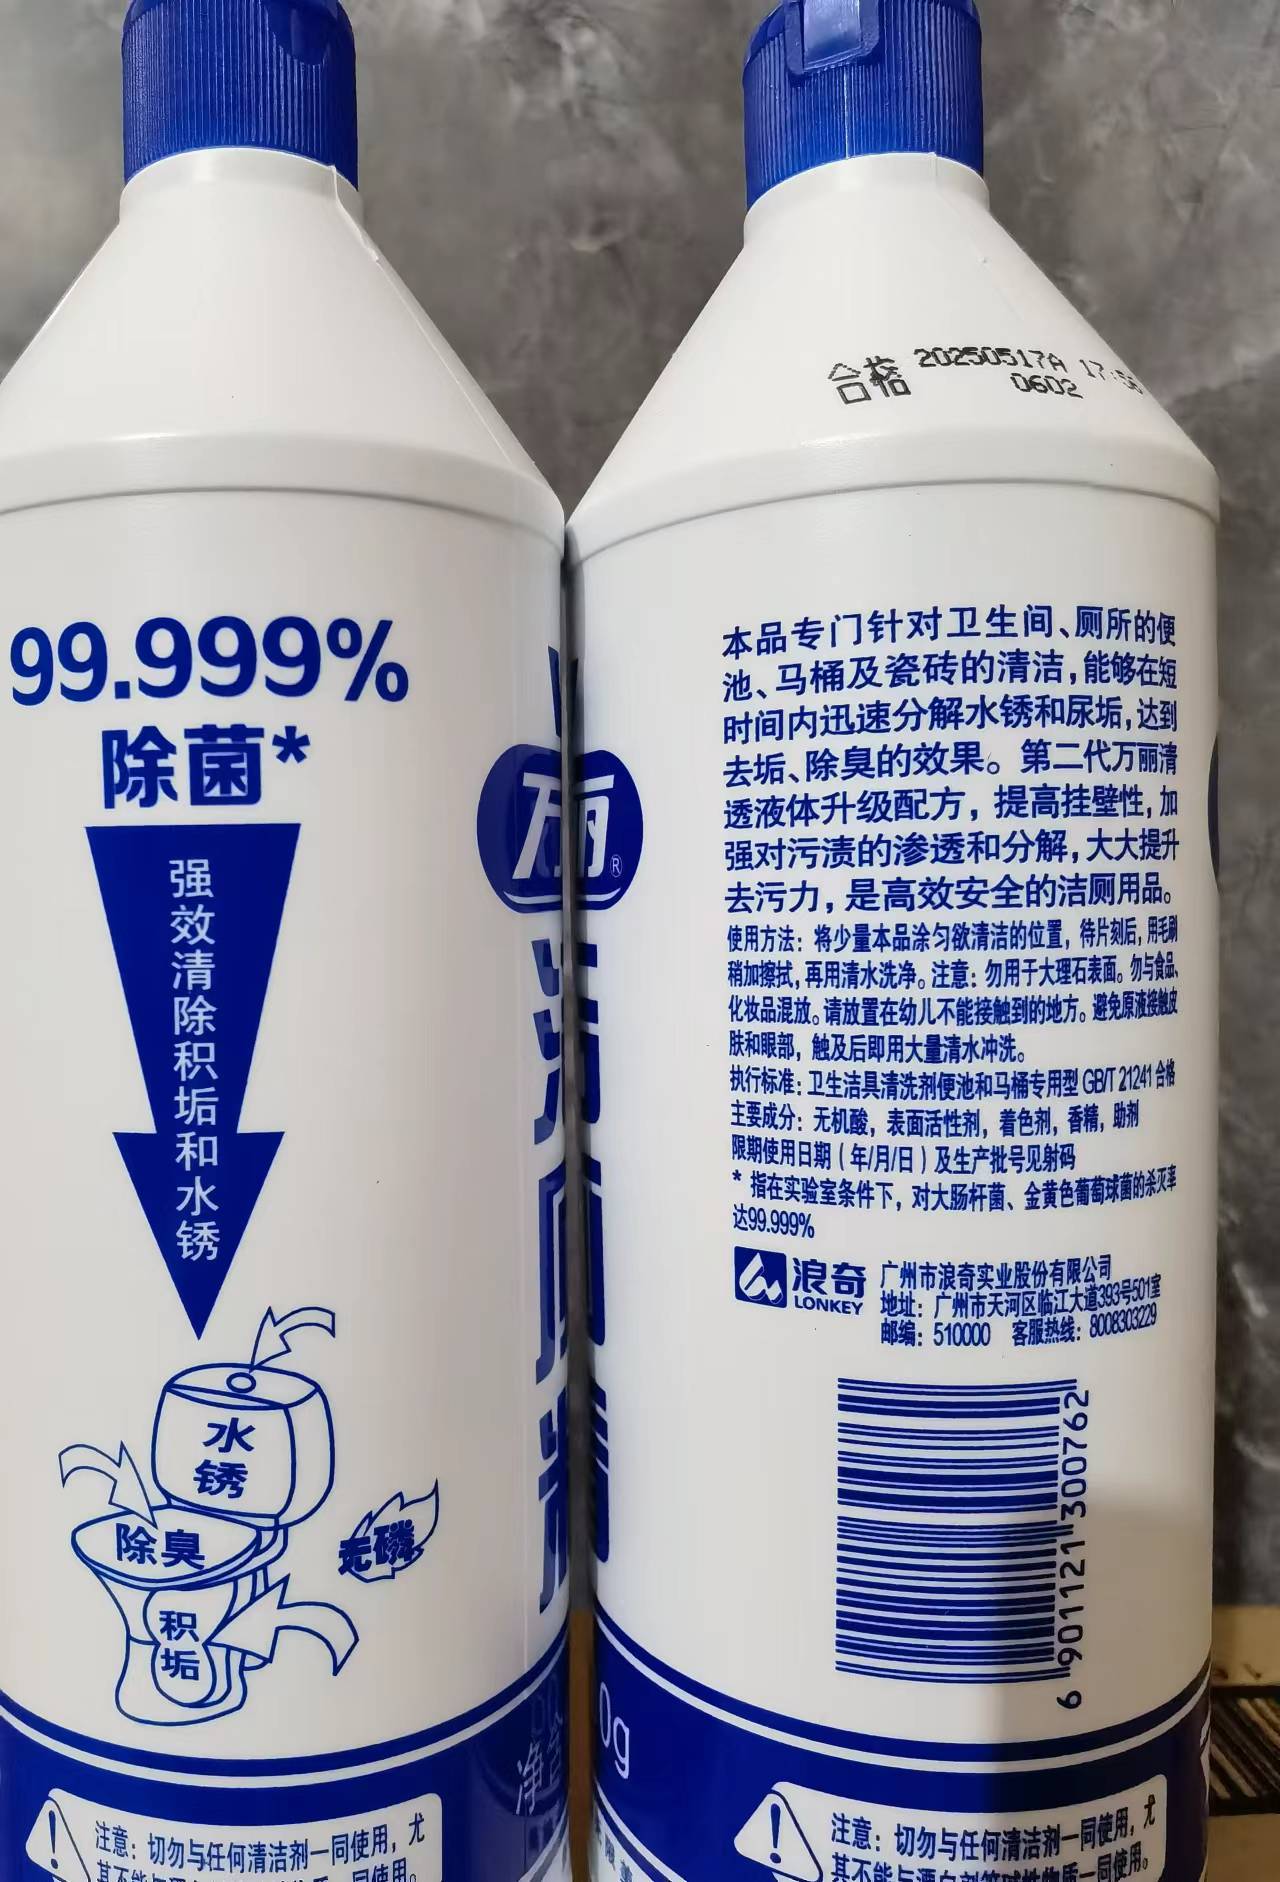 99.999%
除菌*
强效清除积垢和水锈
水
锈
除臭
积
垢
无磷
注意：切勿与任何清洁剂一同使用，尤
万丽®
净含
0g
合格 20250517A 17:56
0602
本品专门针对卫生间、厕所的便
池、马桶及瓷砖的清洁，能够在短
时间内迅速分解水锈和尿垢，达到
去垢、除臭的效果。第二代万丽清
透液体升级配方，提高挂壁性，加
强对污渍的渗透和分解，大大提升
去污力，是高效安全的洁厕用品。
使用方法：将少量本品涂匀欲清洁的位置，待片刻后，用毛刷
稍加擦拭，再用清水洗净。注意：勿用于大理石表面。勿与食品、
化妆品混放。请放置在幼儿不能接触到的地方。避免原液接触皮
肤和眼部，触及后即用大量清水冲洗。
执行标准：卫生洁具清洗剂便池和马桶专用型 GB/T 21241 合格
主要成分：无机酸，表面活性剂，着色剂，香精，助剂
限期使用日期（年/月/日）及生产批号见射码
* 指在实验室条件下，对大肠杆菌、金黄色葡萄球菌的杀灭率
达99.999%
浪奇
LONKEY
广州市浪奇实业股份有限公司
地址：广州市天河区临江大道393号501室
邮编：510000 客服热线：8008303229
6 901121 300762
注意：切勿与任何清洁剂一同使用，尤
其不能与漂白剂等碱性物质一同使用。